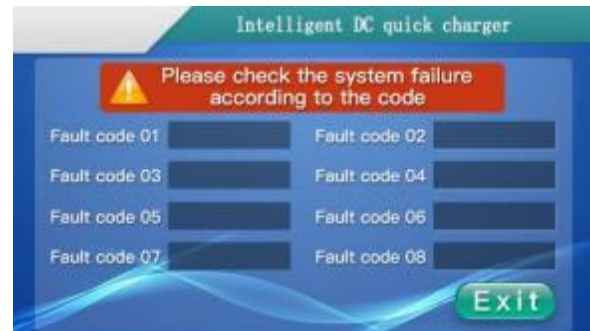 Intelligent DC quick charger
Please check the system failure
according to the code
Fault code 01
Fault code 02
Fault code 03
Fault code 04
Fault code 05
Fault code 06
Fault code 07
Fault code 08
Exit